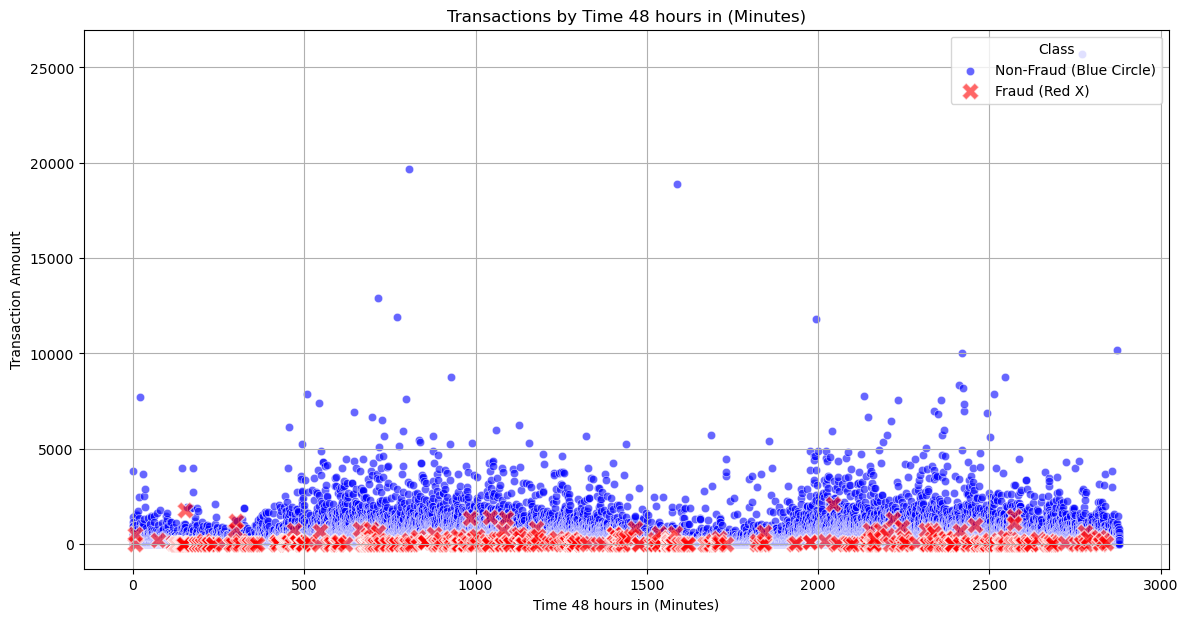 Transactions by Time 48 hours in (Minutes)
Class
Non-Fraud (Blue Circle)
Fraud (Red X)
25000
20000
15000
10000
5000
0
Transaction Amount
0
500
1000
1500
2000
2500
3000
Time 48 hours in (Minutes)